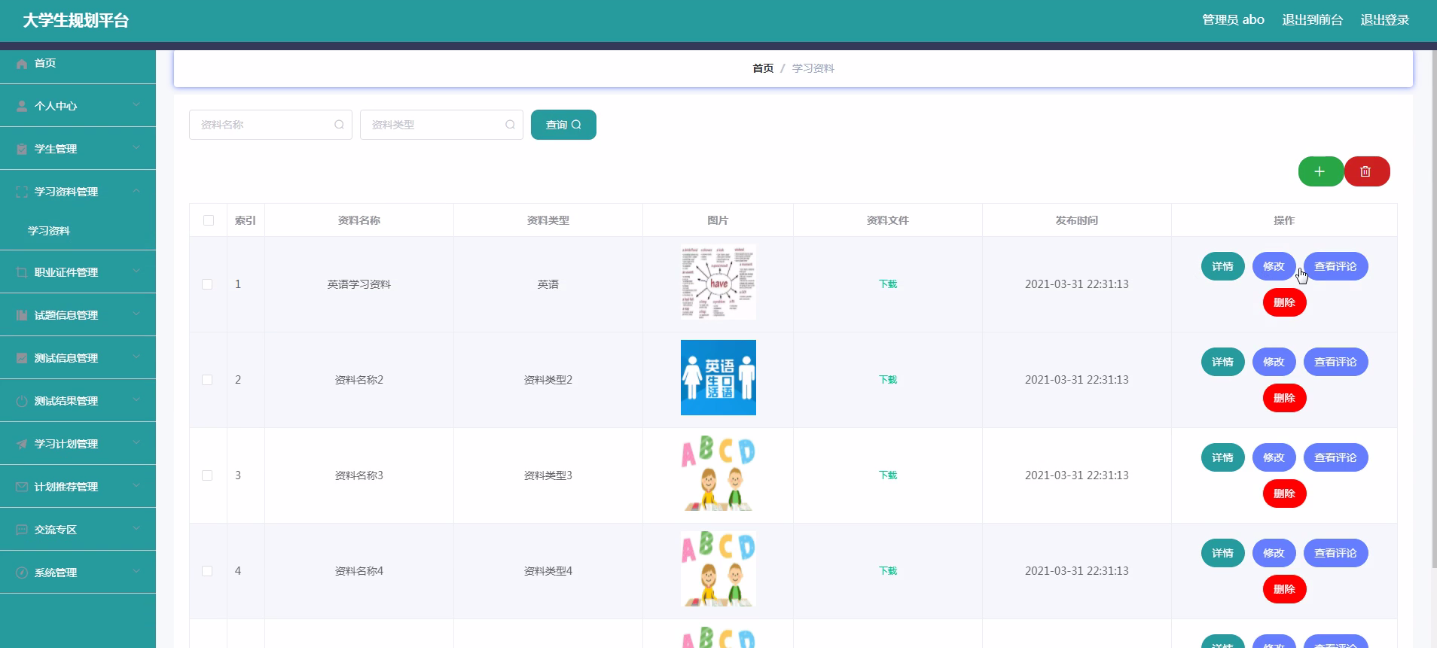 大学生规划平台
管理员 abo 退出到前台 退出登录
首页
个人中心
学生管理
学习资料管理
学习资料
职业证件管理
试题信息管理
测试信息管理
测试结果管理
学习计划管理
计划推荐管理
交流专区
系统管理
首页 / 学习资料
资料名称 资料类型 查询
索引 资料名称 资料类型 图片 资料文件 发布时间 操作
have
1 英语学习资料 英语 下载 2021-03-31 22:31:13 详情 修改 查看评论
删除
英语
生口
活语
2 资料名称2 资料类型2 下载 2021-03-31 22:31:13 详情 修改 查看评论
删除
ABCD
3 资料名称3 资料类型3 下载 2021-03-31 22:31:13 详情 修改 查看评论
删除
ABCD
4 资料名称4 资料类型4 下载 2021-03-31 22:31:13 详情 修改 查看评论
删除
ABCD
详情 修改 查看评论